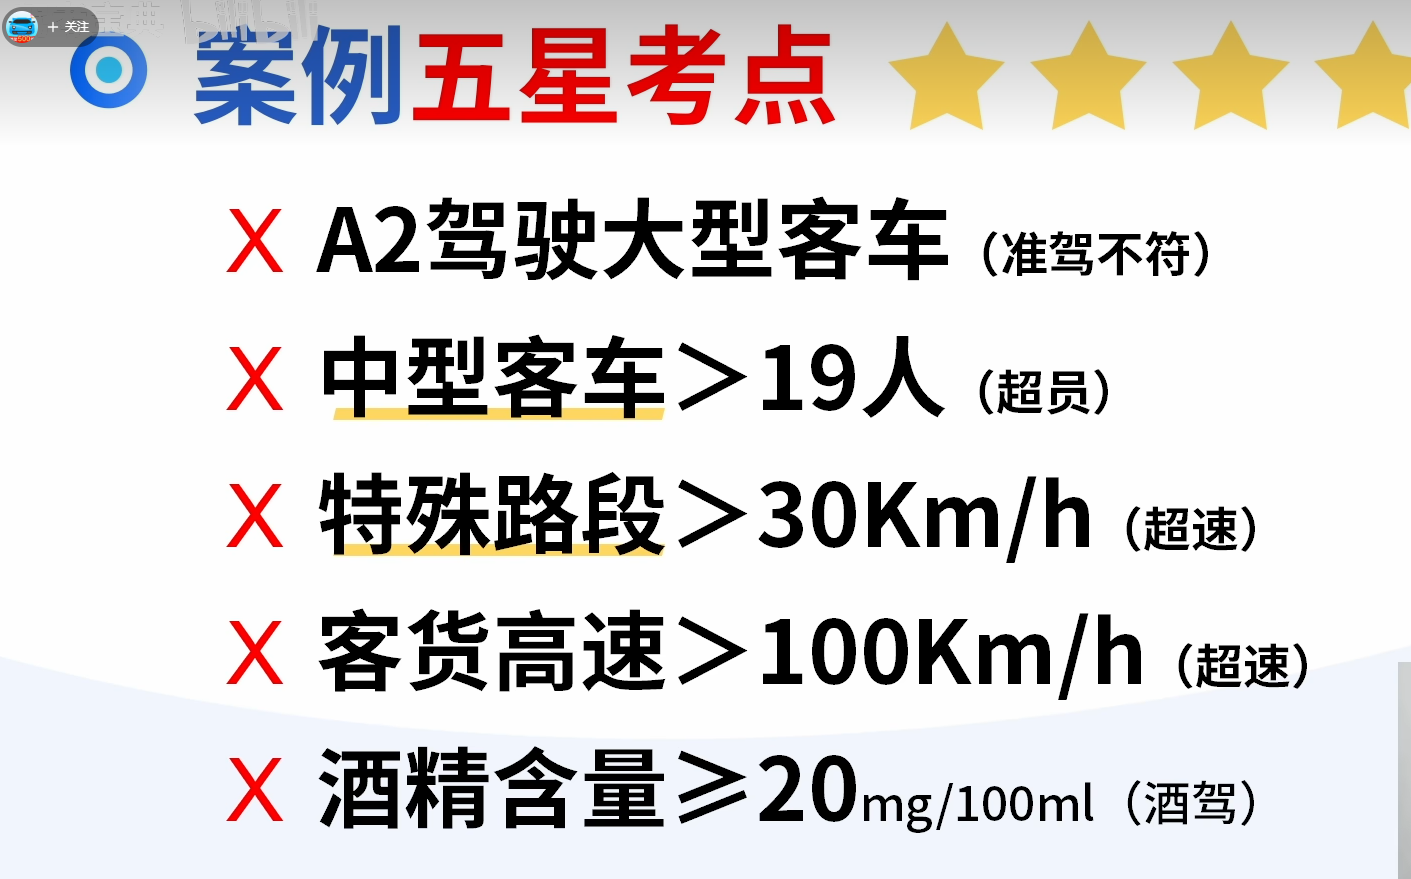 + 关注
案例五星考点
X A2驾驶大型客车（准驾不符）
X 中型客车＞19人（超员）
X 特殊路段＞30Km/h（超速）
X 客货高速＞100Km/h（超速）
X 酒精含量≥20mg/100ml（酒驾）